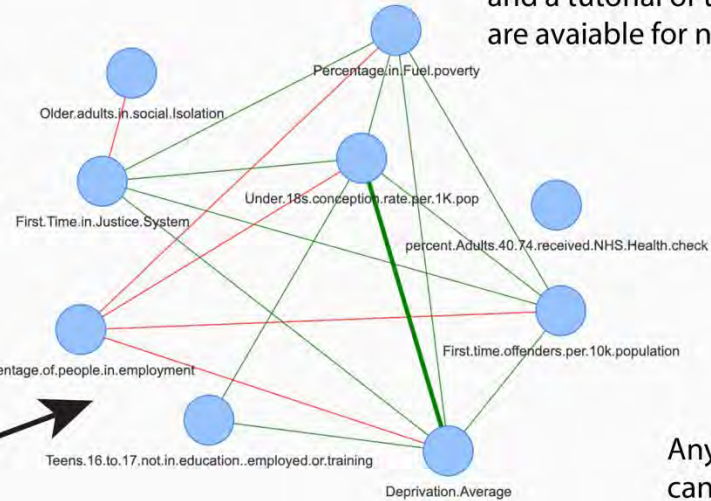 and a tutorial of
are avaiable for n
Percentage.in.Fuel.poverty
Older.adults.in.social.Isolation
Under.18s.conception.rate.per.1K.pop
First.Time.in.Justice.System
percent.Adults.40.74.received.NHS.Health.check
First.time.offenders.per.10k.population
entage.of.people.in.employment
Teens.16.to.17.not.in.education..employed.or.training
Any
can
Deprivation.Average